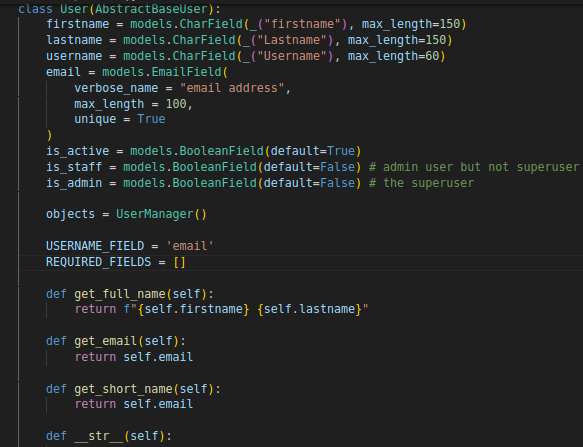 class User(AbstractBaseUser):
    firstname = models.CharField(_("firstname"), max_length=150)
    lastname = models.CharField(_("Lastname"), max_length=150)
    username = models.CharField(_("Username"), max_length=60)
    email = models.EmailField(
        verbose_name = "email address",
        max_length = 100,
        unique = True
    )
    is_active = models.BooleanField(default=True)
    is_staff = models.BooleanField(default=False) # admin user but not superuser
    is_admin = models.BooleanField(default=False) # the superuser

    objects = UserManager()

    USERNAME_FIELD = 'email'
    REQUIRED_FIELDS = []

    def get_full_name(self):
        return f"{self.firstname} {self.lastname}"

    def get_email(self):
        return self.email

    def get_short_name(self):
        return self.email

    def __str__(self):